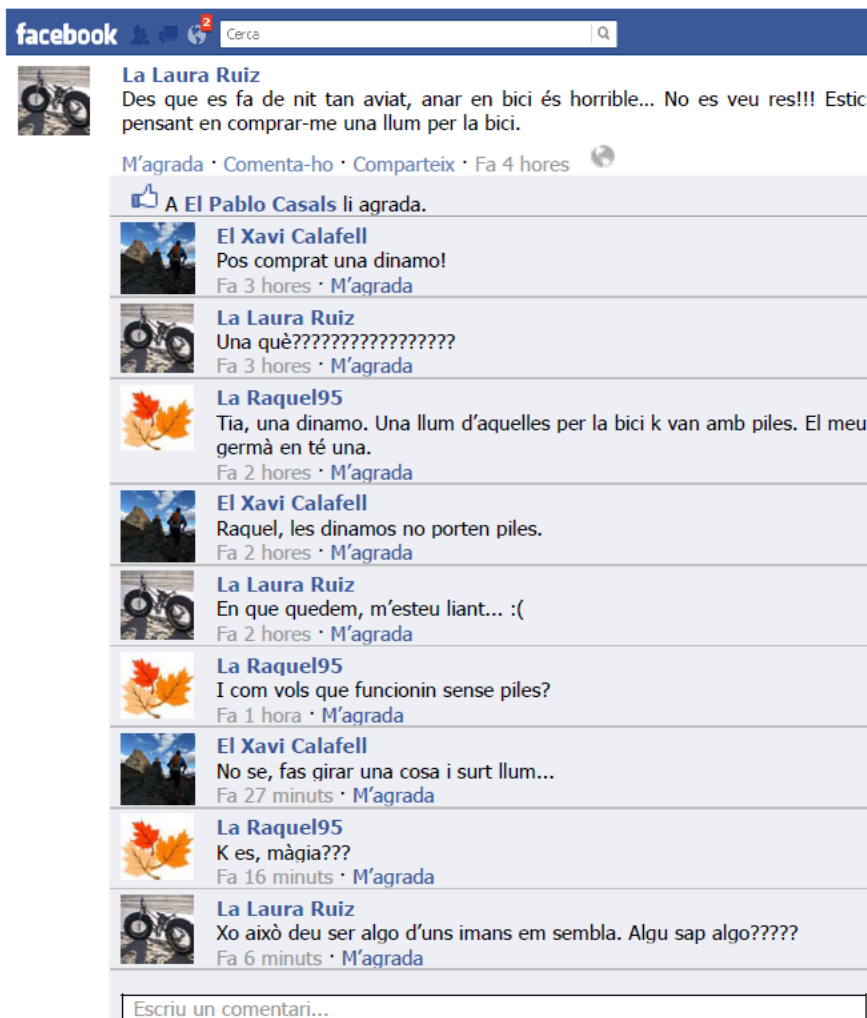 facebook 2 Cerca
La Laura Ruiz
Des que es fa de nit tan aviat, anar en bici és horrible... No es veu res!!! Estic
pensant en comprar-me una llum per la bici.
M'agrada · Comenta-ho · Comparteix · Fa 4 hores
A El Pablo Casals li agrada.
El Xavi Calafell
Pos comprat una dinamo!
Fa 3 hores · M'agrada
La Laura Ruiz
Una què?????????????????
Fa 3 hores · M'agrada
La Raquel95
Tia, una dinamo. Una llum d'aquelles per la bici k van amb piles. El meu
germà en té una.
Fa 2 hores · M'agrada
El Xavi Calafell
Raquel, les dinamos no porten piles.
Fa 2 hores · M'agrada
La Laura Ruiz
En que quedem, m'esteu liant... :(
Fa 2 hores · M'agrada
La Raquel95
I com vols que funcionin sense piles?
Fa 1 hora · M'agrada
El Xavi Calafell
No se, fas girar una cosa i surt llum...
Fa 27 minuts · M'agrada
La Raquel95
K es, màgia???
Fa 16 minuts · M'agrada
La Laura Ruiz
Xo això deu ser algo d'uns imans em sembla. Algu sap algo?????
Fa 6 minuts · M'agrada
Escriu un comentari...